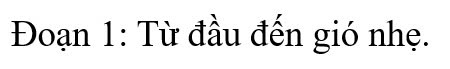 Đoạn 1: Từ đầu đến gió nhẹ.